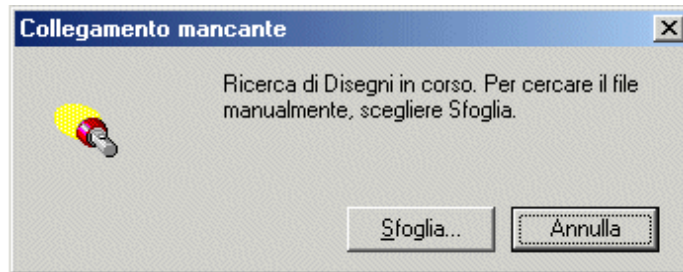 Collegamento mancante
Ricerca di Disegni in corso. Per cercare il file
manualmente, scegliere Sfoglia.
Sfoglia...
Annulla